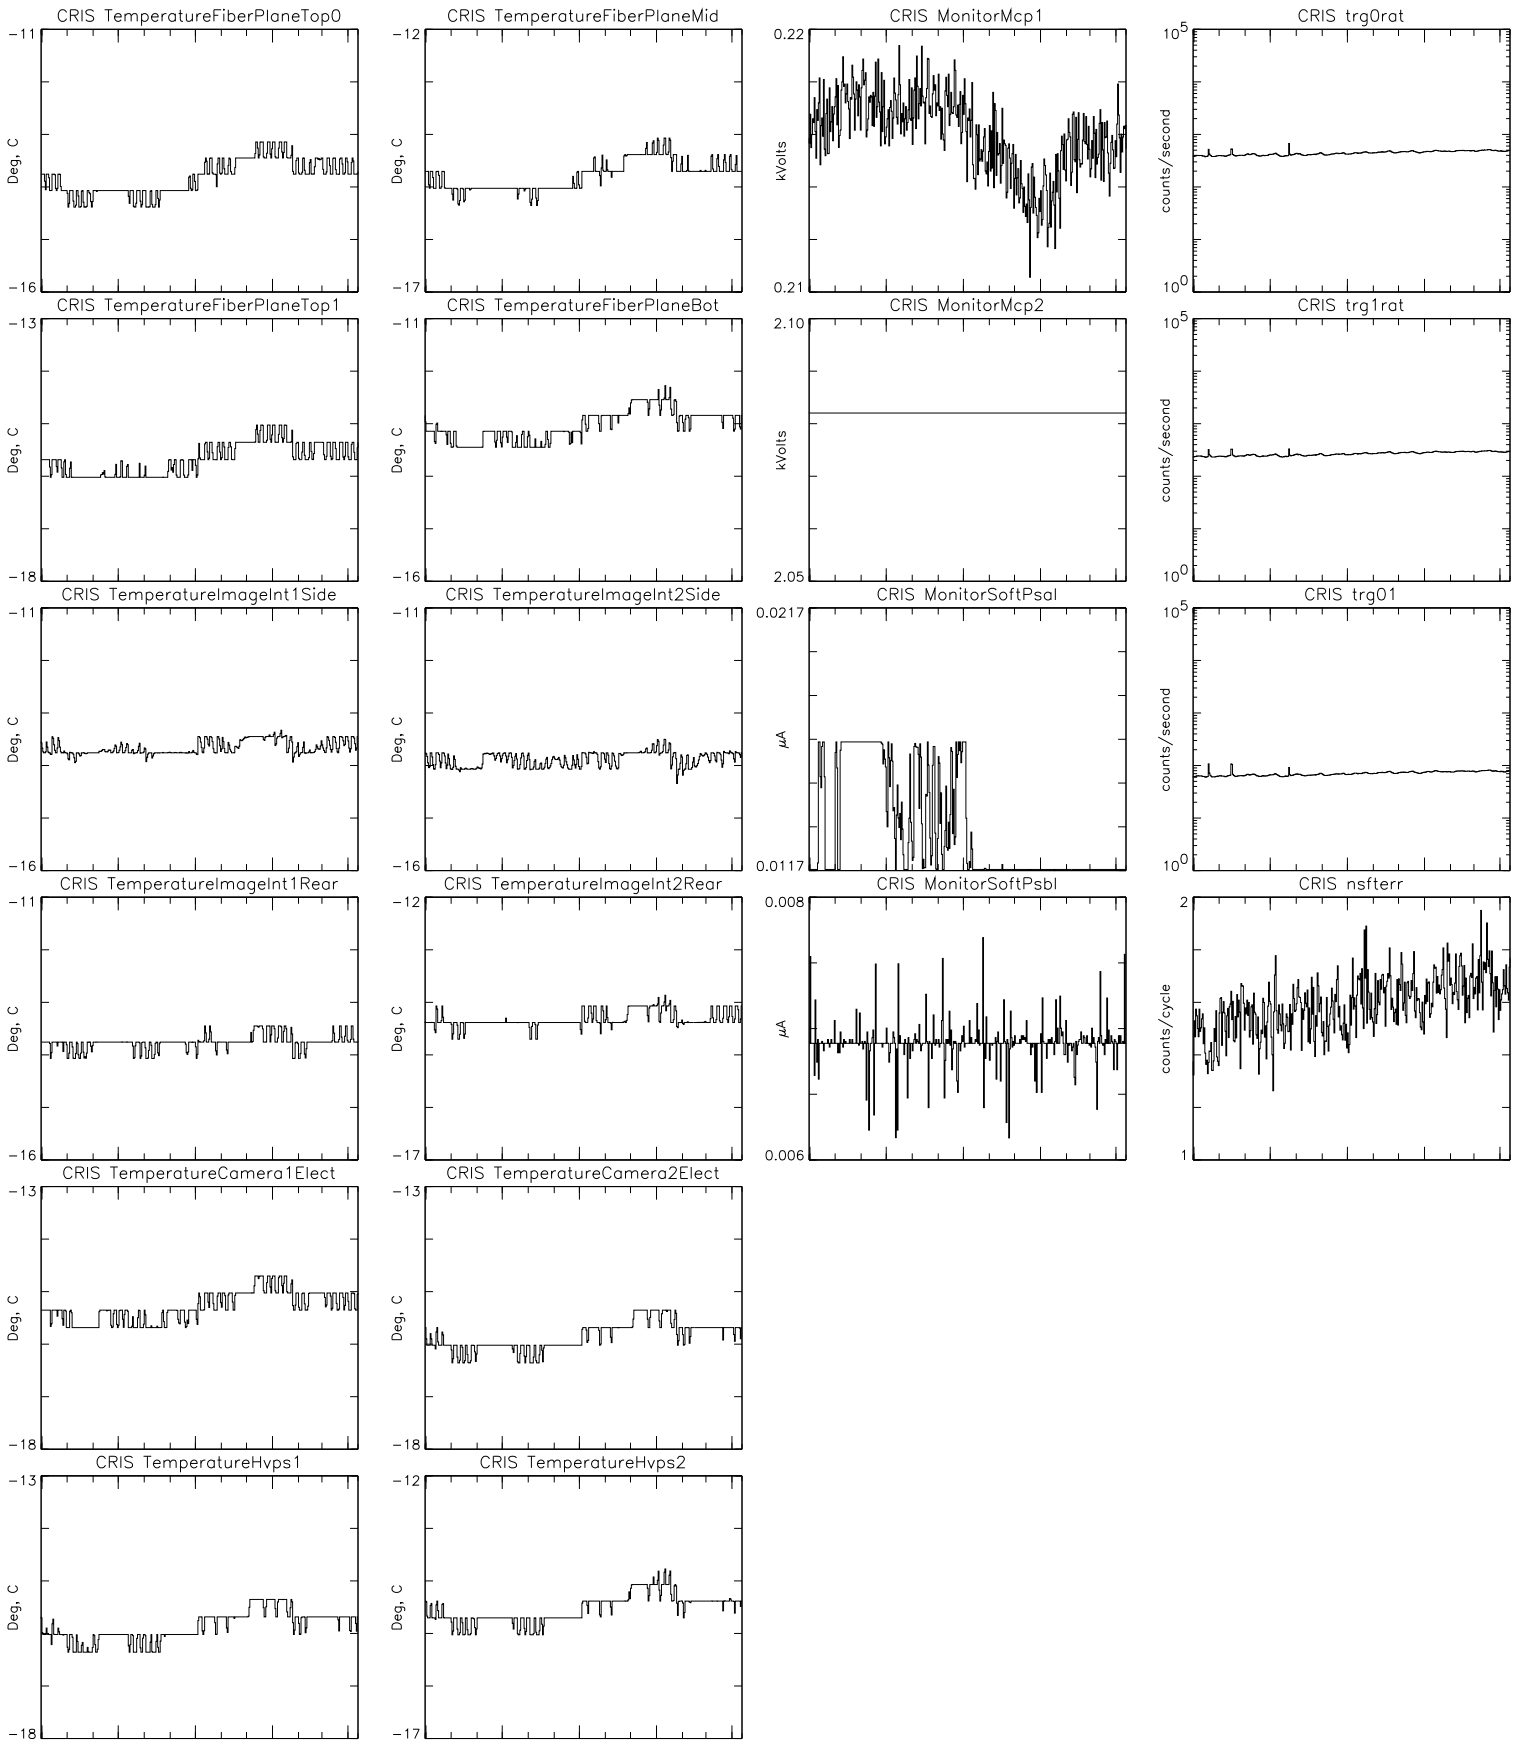 CRIS TemperatureFiberPlaneTop0
-11
Deg, C
-16
CRIS TemperatureFiberPlaneMid
-12
Deg, C
-17
CRIS MonitorMcp1
0.22
kVolts
0.21
CRIS trg0rat
10^5
counts/second
10^0
CRIS TemperatureFiberPlaneTop1
-13
Deg, C
-18
CRIS TemperatureFiberPlaneBot
-11
Deg, C
-16
CRIS MonitorMcp2
2.10
kVolts
2.05
CRIS trg1rat
10^5
counts/second
10^0
CRIS TemperatureImageInt1Side
-11
Deg, C
-16
CRIS TemperatureImageInt2Side
-11
Deg, C
-16
CRIS MonitorSoftPsaI
0.0217
μA
0.0117
CRIS trg01
10^5
counts/second
10^0
CRIS TemperatureImageInt1Rear
-11
Deg, C
-16
CRIS TemperatureImageInt2Rear
-12
Deg, C
-17
CRIS MonitorSoftPsbI
0.008
μA
0.006
CRIS nsfterr
2
counts/cycle
1
CRIS TemperatureCamera1Elect
-13
Deg, C
-18
CRIS TemperatureCamera2Elect
-13
Deg, C
-18
CRIS TemperatureHvps1
-13
Deg, C
-18
CRIS TemperatureHvps2
-12
Deg, C
-17